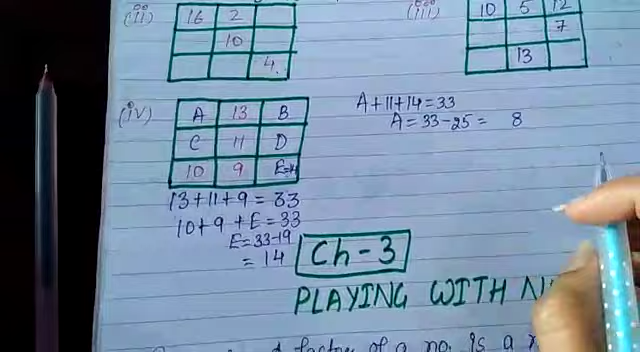 (ii) 16 2
10
4
(iii) 10 5 12
7
13
(iv) A 13 B
C 11 D
10 9 E=14
13+11+9 = 33
10+9+E=33
E=33-19
= 14
A+11+14=33
A=33-25= 8
Ch-3
PLAYING WITH
factor of a no. is a